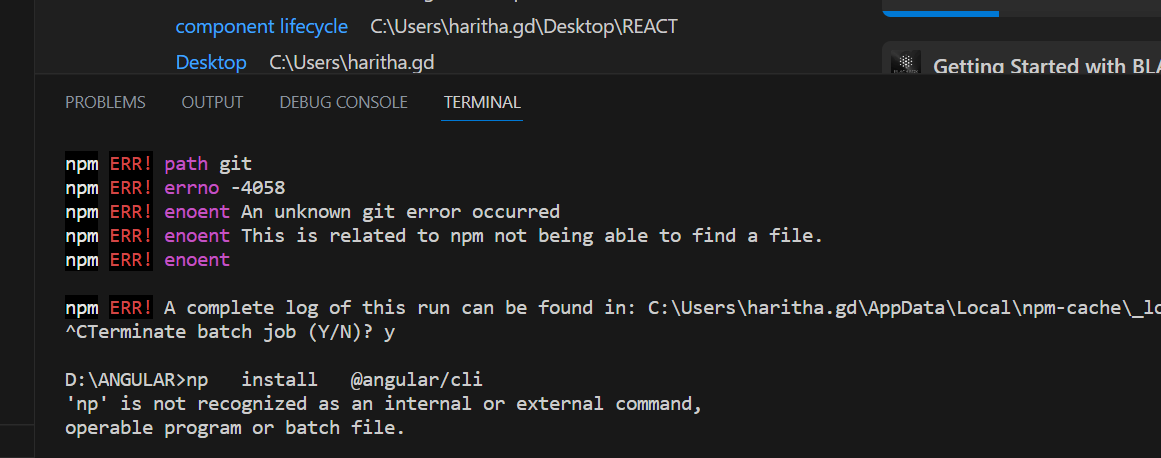 component lifecycle C:\Users\haritha.gd\Desktop\REACT
Desktop C:\Users\haritha.gd
Getting Started with BLA
PROBLEMS OUTPUT DEBUG CONSOLE TERMINAL
npm ERR! path git
npm ERR! errno -4058
npm ERR! enoent An unknown git error occurred
npm ERR! enoent This is related to npm not being able to find a file.
npm ERR! enoent
npm ERR! A complete log of this run can be found in: C:\Users\haritha.gd\AppData\Local\npm-cache\_lo
^CTerminate batch job (Y/N)? y
D:\ANGULAR>np install @angular/cli
'np' is not recognized as an internal or external command,
operable program or batch file.